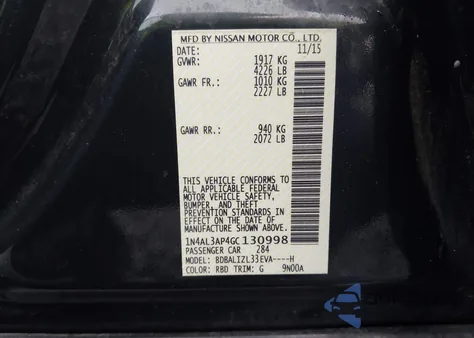 MFD BY NISSAN MOTOR CO., LTD.
DATE: 11/15
GVWR: 1917 KG
4226 LB
GAWR FR.: 1010 KG
2227 LB
GAWR RR.: 940 KG
2072 LB
THIS VEHICLE CONFORMS TO
ALL APPLICABLE FEDERAL
MOTOR VEHICLE SAFETY,
BUMPER, AND THEFT
PREVENTION STANDARDS IN
EFFECT ON THE DATE OF
MANUFACTURE SHOWN ABOVE.
1N4AL3AP4GC130998
PASSENGER CAR 284
MODEL: BDBALIZL33EVA----H
COLOR: RBD TRIM: G 9N00A